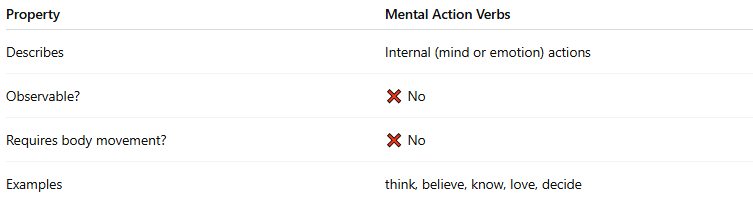 Property Mental Action Verbs
Describes Internal (mind or emotion) actions
Observable? ❌ No
Requires body movement? ❌ No
Examples think, believe, know, love, decide